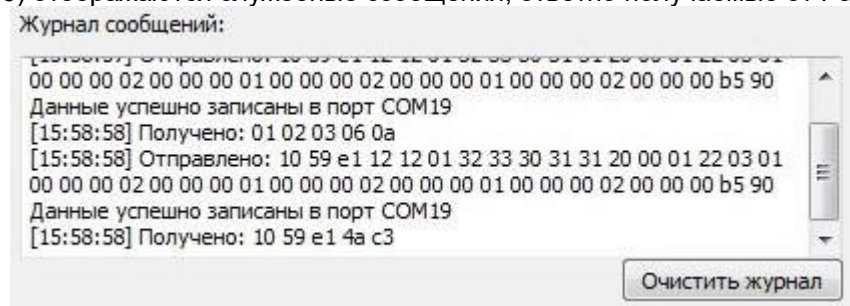 Журнал сообщений:
00 00 00 02 00 00 00 01 00 00 00 02 00 00 00 01 00 00 00 02 00 00 00 b5 90
Данные успешно записаны в порт COM19
[15:58:58] Получено: 01 02 03 06 0a
[15:58:58] Отправлено: 10 59 e1 12 12 01 32 33 30 31 31 20 00 01 22 03 01
00 00 00 02 00 00 00 01 00 00 00 02 00 00 00 01 00 00 00 02 00 00 00 b5 90
Данные успешно записаны в порт COM19
[15:58:58] Получено: 10 59 e1 4a c3
Очистить журнал